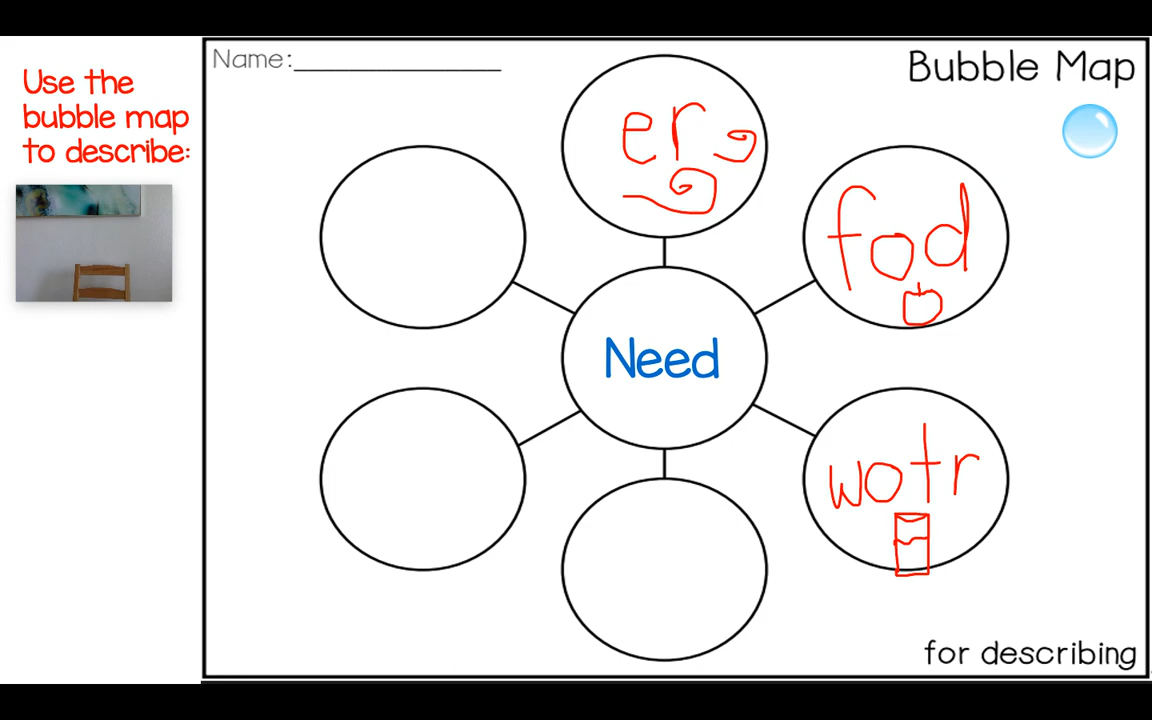 Use the
bubble map
to describe:
Name:
Bubble Map
er
fod
Need
wotr
for describing